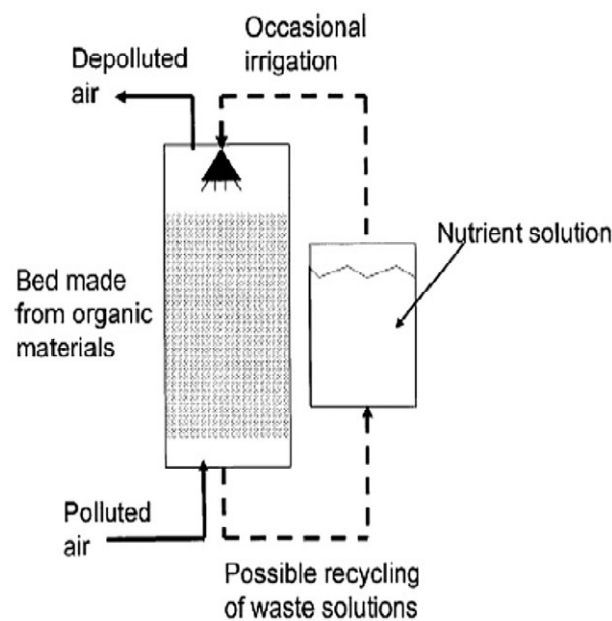 Occasional
irrigation
Depolluted
air
Nutrient solution
Bed made
from organic
materials
Polluted
air
Possible recycling
of waste solutions